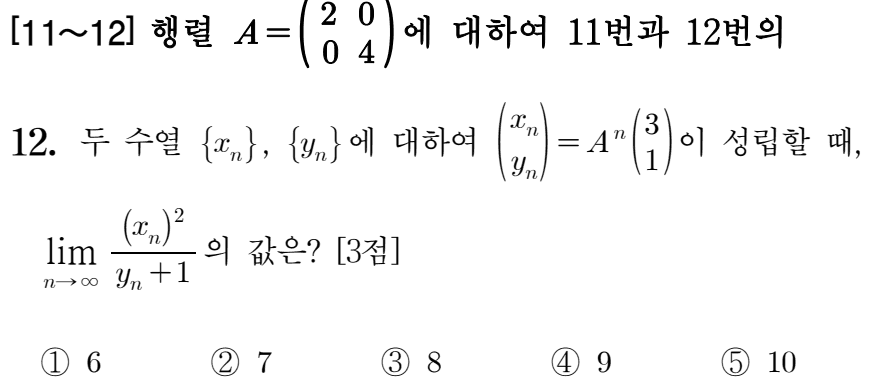 [11～12] 행렬 A=(2 0
0 4)에 대하여 11번과 12번의
12. 두 수열 {xₙ}, {yₙ}에 대하여 (xₙ
yₙ)=Aⁿ(3
1)이 성립할 때,
lim
n→∞ (xₙ)²
yₙ+1 의 값은? [3점]
① 6 ② 7 ③ 8 ④ 9 ⑤ 10